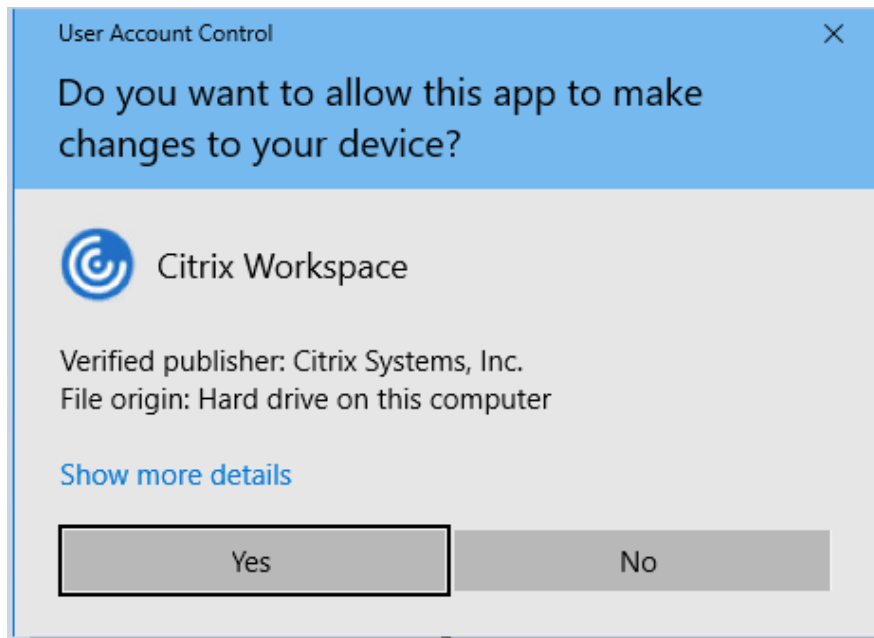 User Account Control
Do you want to allow this app to make
changes to your device?
Citrix Workspace
Verified publisher: Citrix Systems, Inc.
File origin: Hard drive on this computer
Show more details
Yes
No